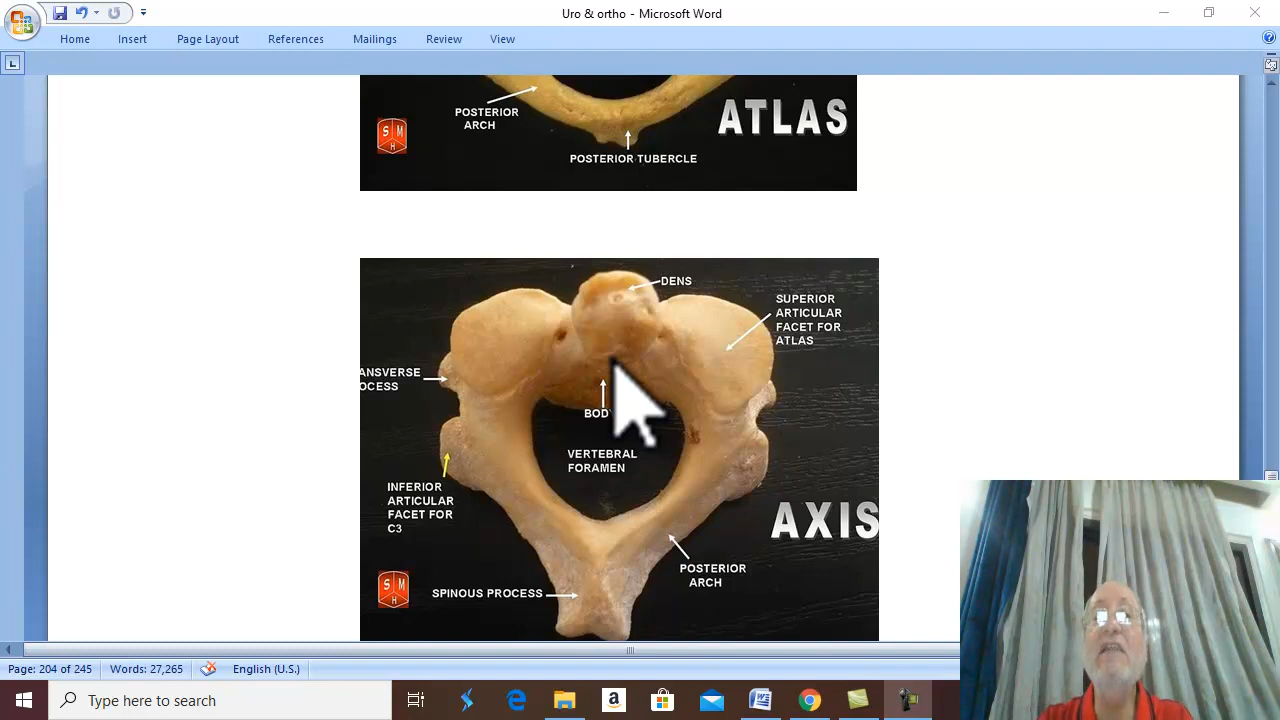 Uro & ortho - Microsoft Word
Home Insert Page Layout References Mailings Review View
POSTERIOR
ARCH
ATLAS
S M
H
POSTERIOR TUBERCLE
DENS
SUPERIOR
ARTICULAR
FACET FOR
ATLAS
ANSVERSE
OCESS
BOD
VERTEBRAL
FORAMEN
INFERIOR
ARTICULAR
FACET FOR
C3
AXIS
POSTERIOR
ARCH
S M
H
SPINOUS PROCESS
Page: 204 of 245 Words: 27,265 English (U.S.)
Type here to search